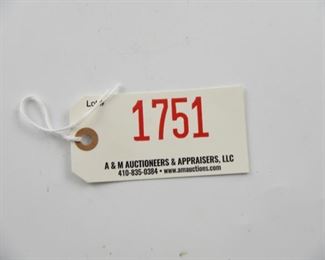 Lot#
1751
A & M AUCTIONEERS & APPRAISERS, LLC
410-835-0384 • www.amauctions.com